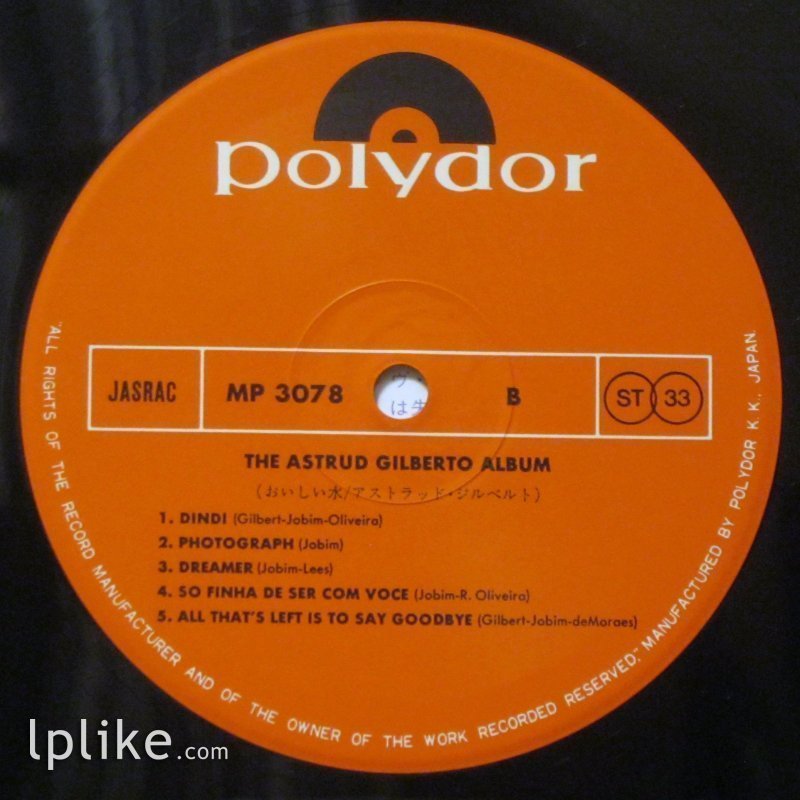 polydor
JASRAC
MP 3078
B
ST 33
THE ASTRUD GILBERTO ALBUM
(おいしい水/アストラッド・ジルベルト)
1. DINDI (Gilbert-Jobim-Oliveira)
2. PHOTOGRAPH (Jobim)
3. DREAMER (Jobim-Lees)
4. SO FINHA DE SER COM VOCE (Jobim-R. Oliveira)
5. ALL THAT'S LEFT IS TO SAY GOODBYE (Gilbert-Jobim-deMoraes)
"ALL RIGHTS OF THE RECORD MANUFACTURER AND OF THE OWNER OF THE WORK RECORDED RESERVED." MANUFACTURED BY POLYDOR K.K., JAPAN.
lplike.com